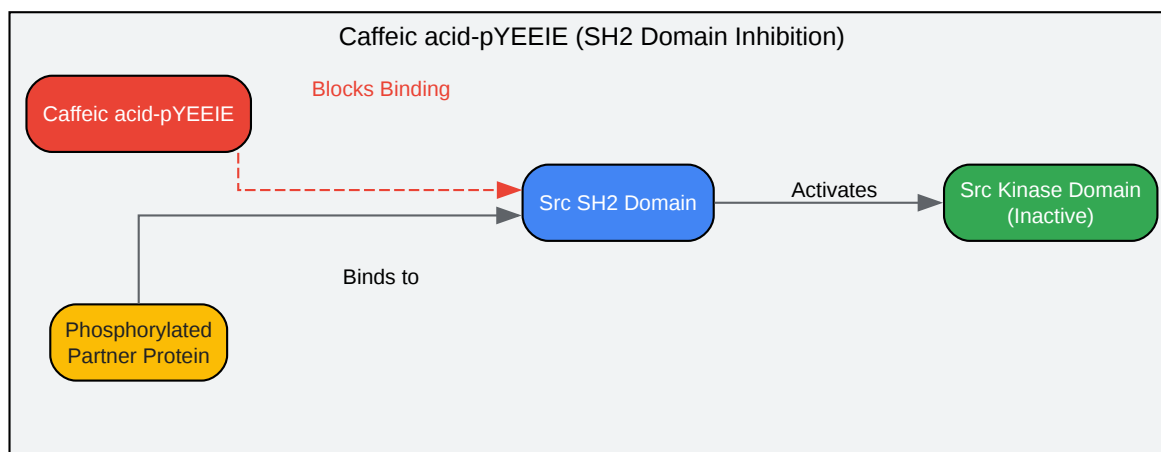 Caffeic acid-pYEEIE (SH2 Domain Inhibition)
Caffeic acid-pYEEIE
Blocks Binding
Src SH2 Domain
Activates
Src Kinase Domain
(Inactive)
Binds to
Phosphorylated
Partner Protein